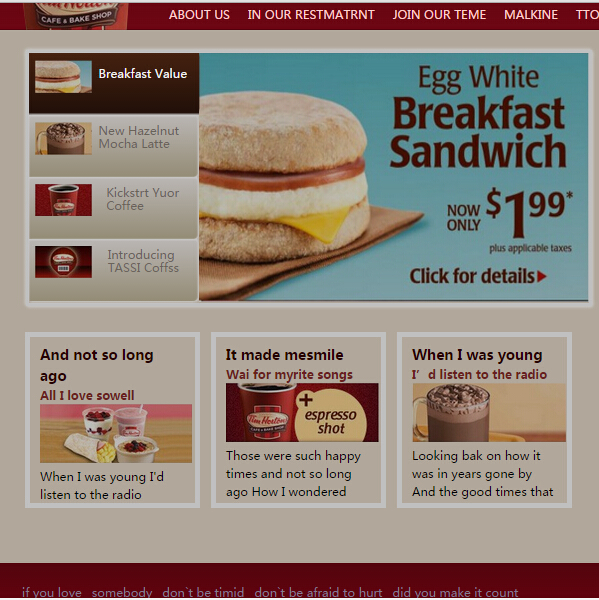 CAFE & BAKE SHOP
ABOUT US IN OUR RESTMATRNT JOIN OUR TEME MALKINE TTO
Breakfast Value
New Hazelnut
Mocha Latte
Kickstrt Yuor
Coffee
Introducing
TASSI Coffss
Egg White
Breakfast
Sandwich
NOW
ONLY
$1.99*
plus applicable taxes
Click for details
And not so long
ago
All I love sowell
When I was young I'd
listen to the radio
It made mesmile
Wai for myrite songs
Tim Hortons
CAFE & BAKE SHOP
+
espresso
shot
Those were such happy
times and not so long
ago How I wondered
When I was young
I’d listen to the radio
Looking bak on how it
was in years gone by
And the good times that
if you love somebody don`t be timid don`t be afraid to hurt did you make it count